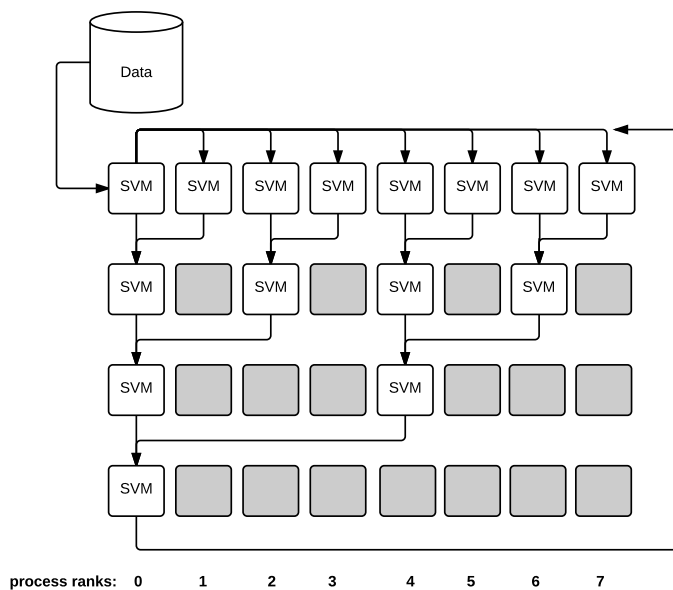 Data
SVM SVM SVM SVM SVM SVM SVM SVM
SVM SVM SVM SVM
SVM SVM
SVM
process ranks: 0 1 2 3 4 5 6 7